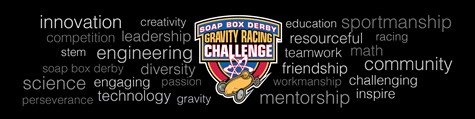 innovation creativity education sportmanship
competition leadership resourceful racing
stem engineering teamwork math
soap box derby diversity friendship community
science engaging passion workmanship challenging
perseverance technology gravity mentorship inspire
SOAP BOX DERBY
GRAVITY RACING
CHALLENGE